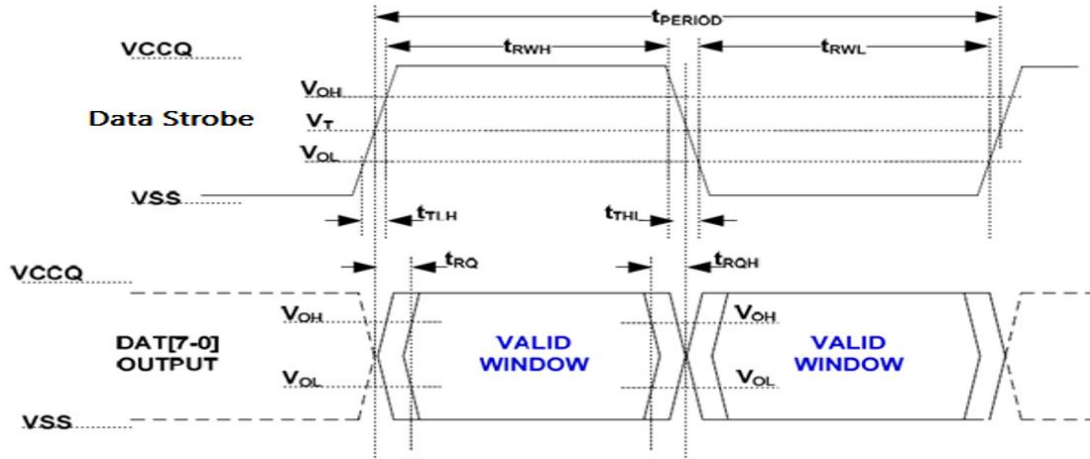 tPERIOD
VCCQ
tRWH
tRWL
VOH
Data Strobe
VT
VOL
VSS
tTLH
tTHL
tRQ
tRQH
VCCQ
VOH
VOH
DAT[7-0]
OUTPUT
VALID
WINDOW
VALID
WINDOW
VOL
VOL
VSS